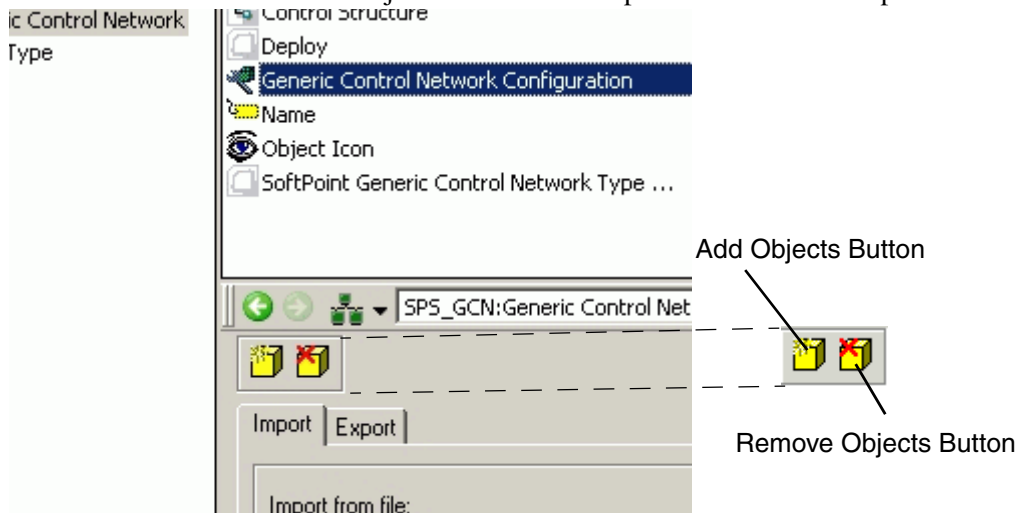 ic Control Network
Type
Control Structure
Deploy
Generic Control Network Configuration
Name
Object Icon
SoftPoint Generic Control Network Type ...
Add Objects Button
SPS_GCN:Generic Control Net
Import
Export
Remove Objects Button
Import from file: